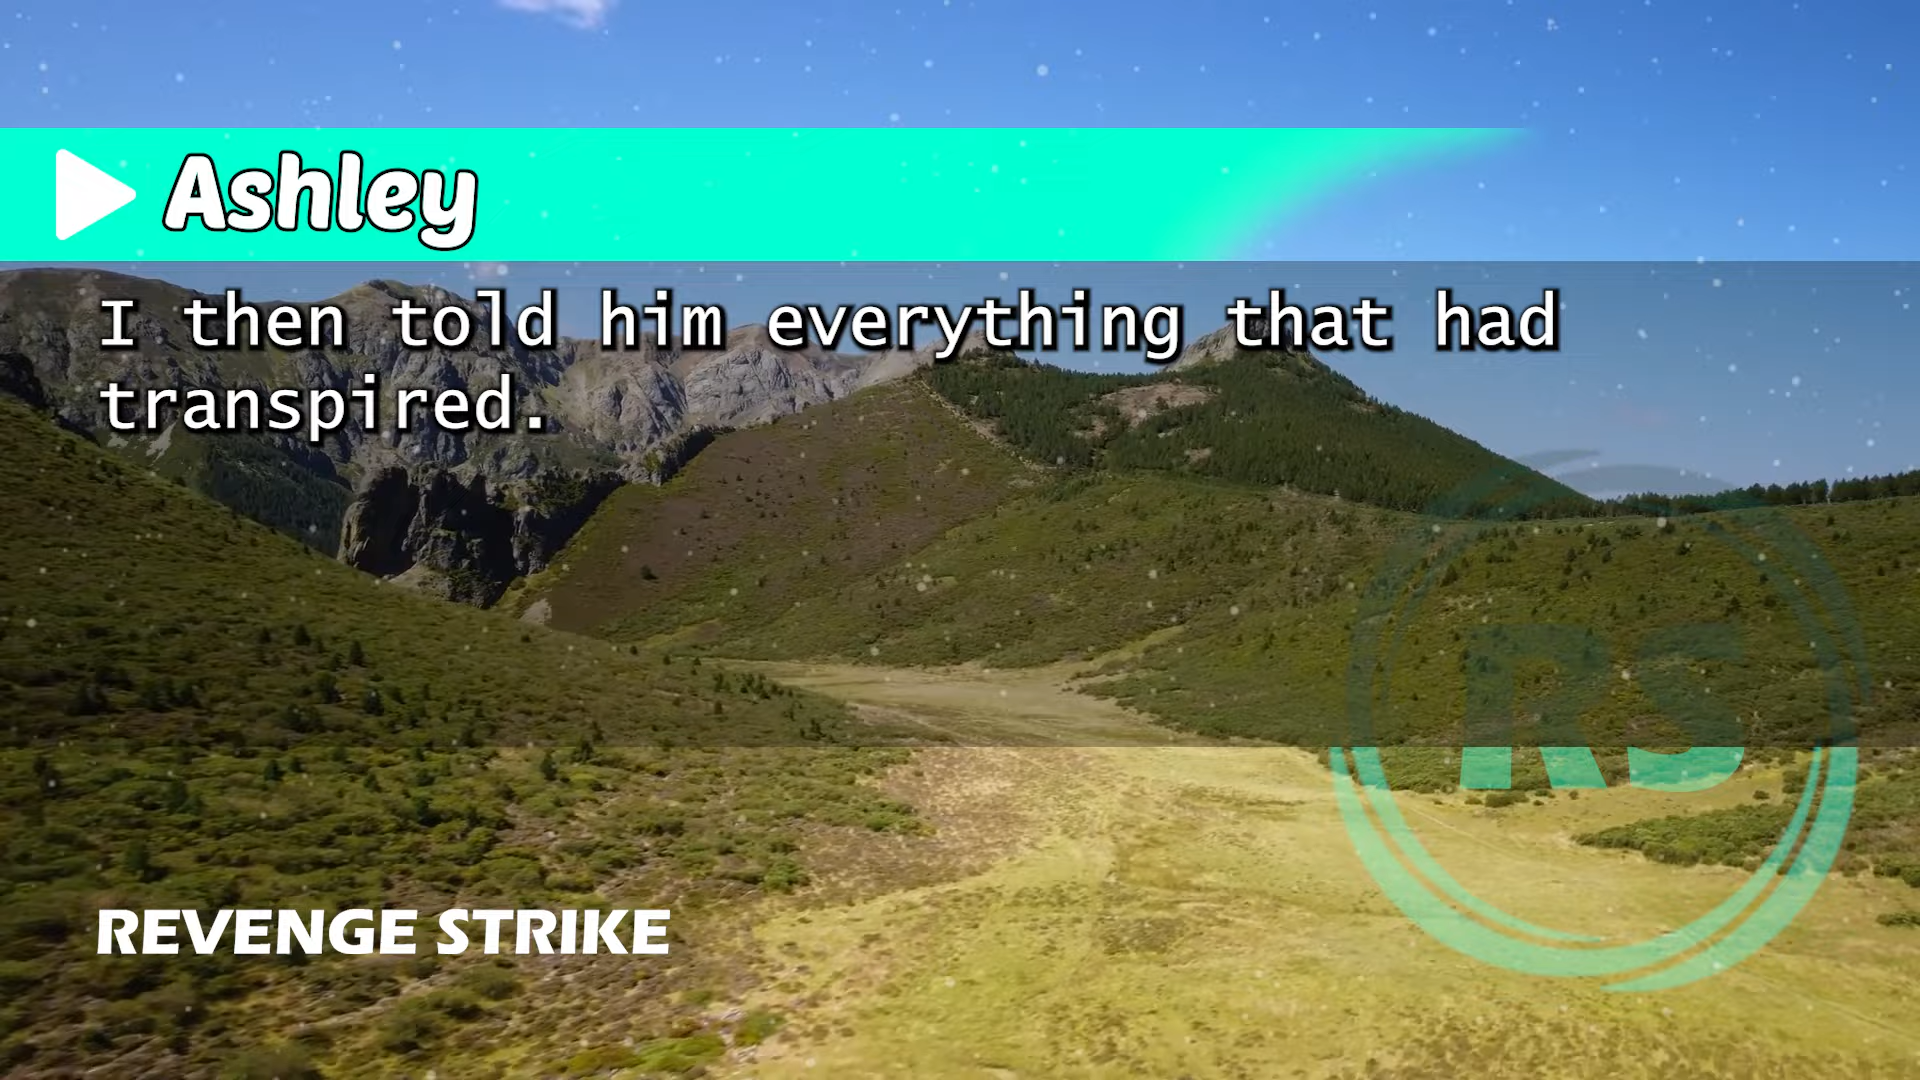 Ashley
I then told him everything that had
transpired.
RS
REVENGE STRIKE